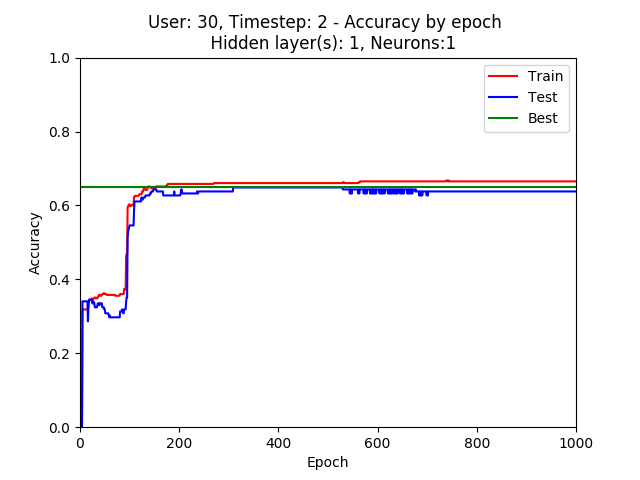 User: 30, Timestep: 2 - Accuracy by epoch
Hidden layer(s): 1, Neurons:1
1.0
Train
Test
Best
0.8
0.6
Accuracy
0.4
0.2
0.0
0 200 400 600 800 1000
Epoch